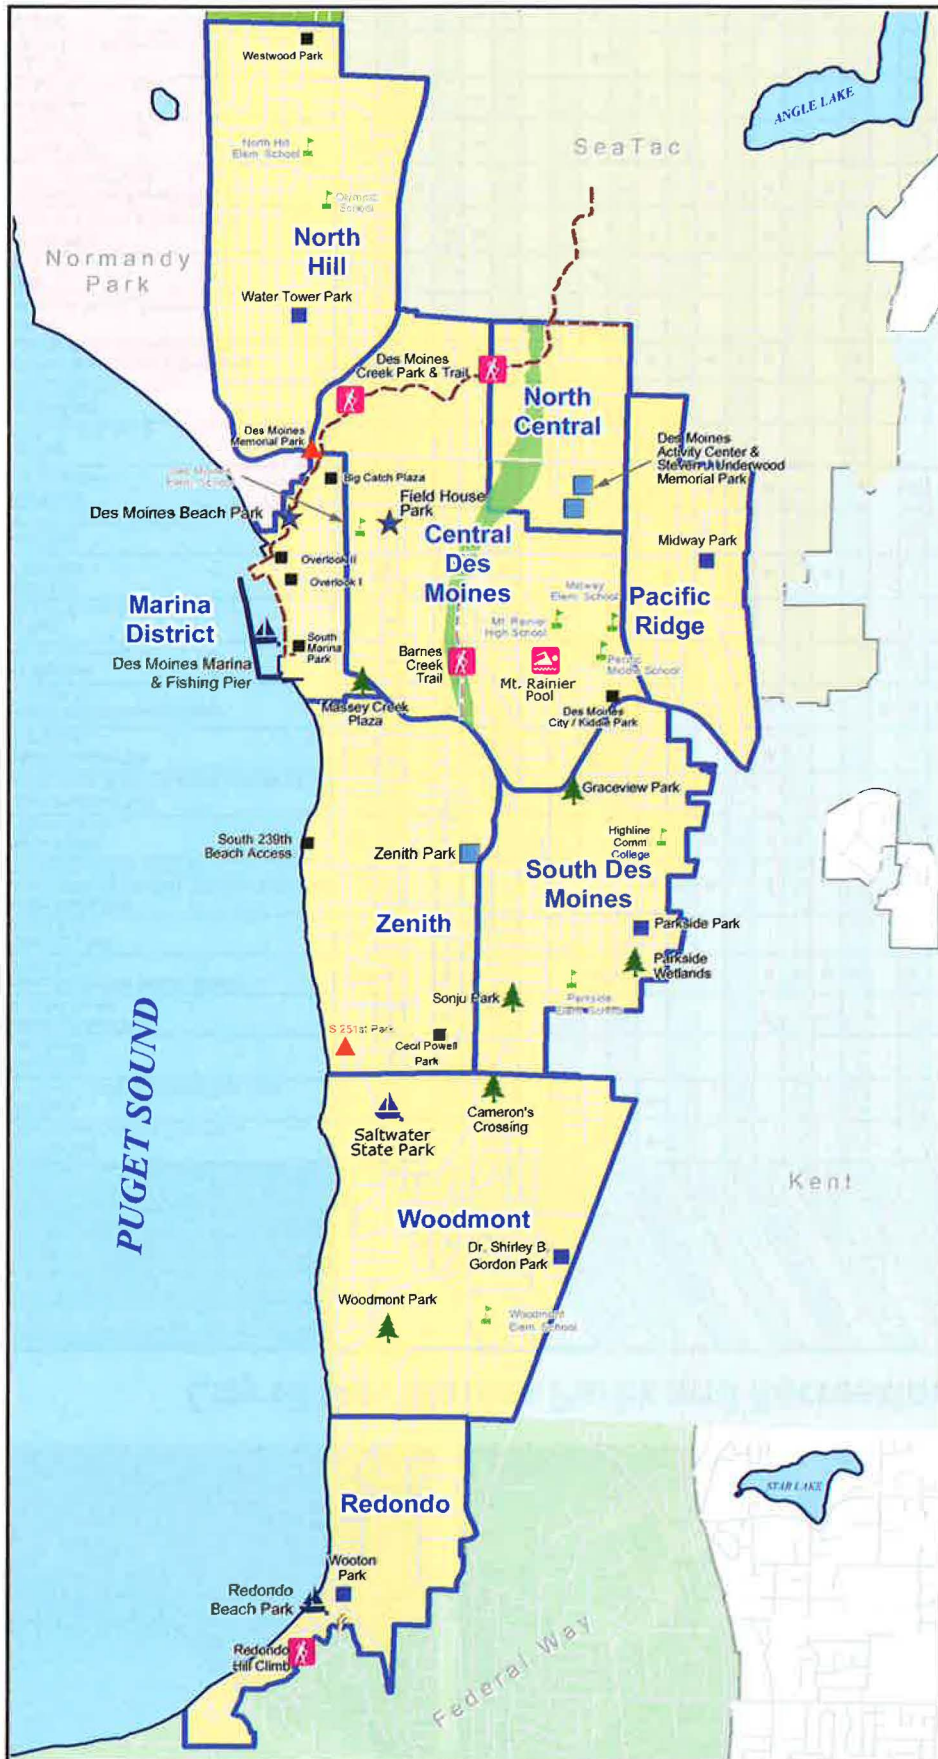 Westwood Park
ANGLE LAKE
SeaTac
North Hill
Elem. School
Olympic
School
Normandy
Park
North
Hill
Water Tower Park
Des Moines
Creek Park & Trail
North
Central
Des Moines
Memorial Park
Des Moines
Activity Center &
Steven J Underwood
Memorial Park
Des Moines
Elem. School
Big Catch Plaza
Field House
Park
Des Moines Beach Park
Central
Des
Moines
Midway Park
Overlook II
Overlook I
Midway
Elem. School
Marina
District
Pacific
Ridge
Mt. Rainier
High School
South
Marina
Park
Des Moines Marina
& Fishing Pier
Barnes
Creek
Trail
Mt. Rainier
Pool
Pacific
Middle School
Massey Creek
Plaza
Des Moines
City / Kiddie Park
Graceview Park
South 239th
Beach Access
Zenith Park
Highline
Comm
College
South Des
Moines
Zenith
Parkside Park
Parkside
Wetlands
Sonju Park
Parkside
Elem. School
S 251st Park
Cecil Powell
Park
PUGET SOUND
Saltwater
State Park
Cameron's
Crossing
Kent
Woodmont
Dr. Shirley B.
Gordon Park
Woodmont Park
Woodmont
Elem. School
Redondo
STAR LAKE
Wooton
Park
Redondo
Beach Park
Redondo
Hill Climb
Federal Way